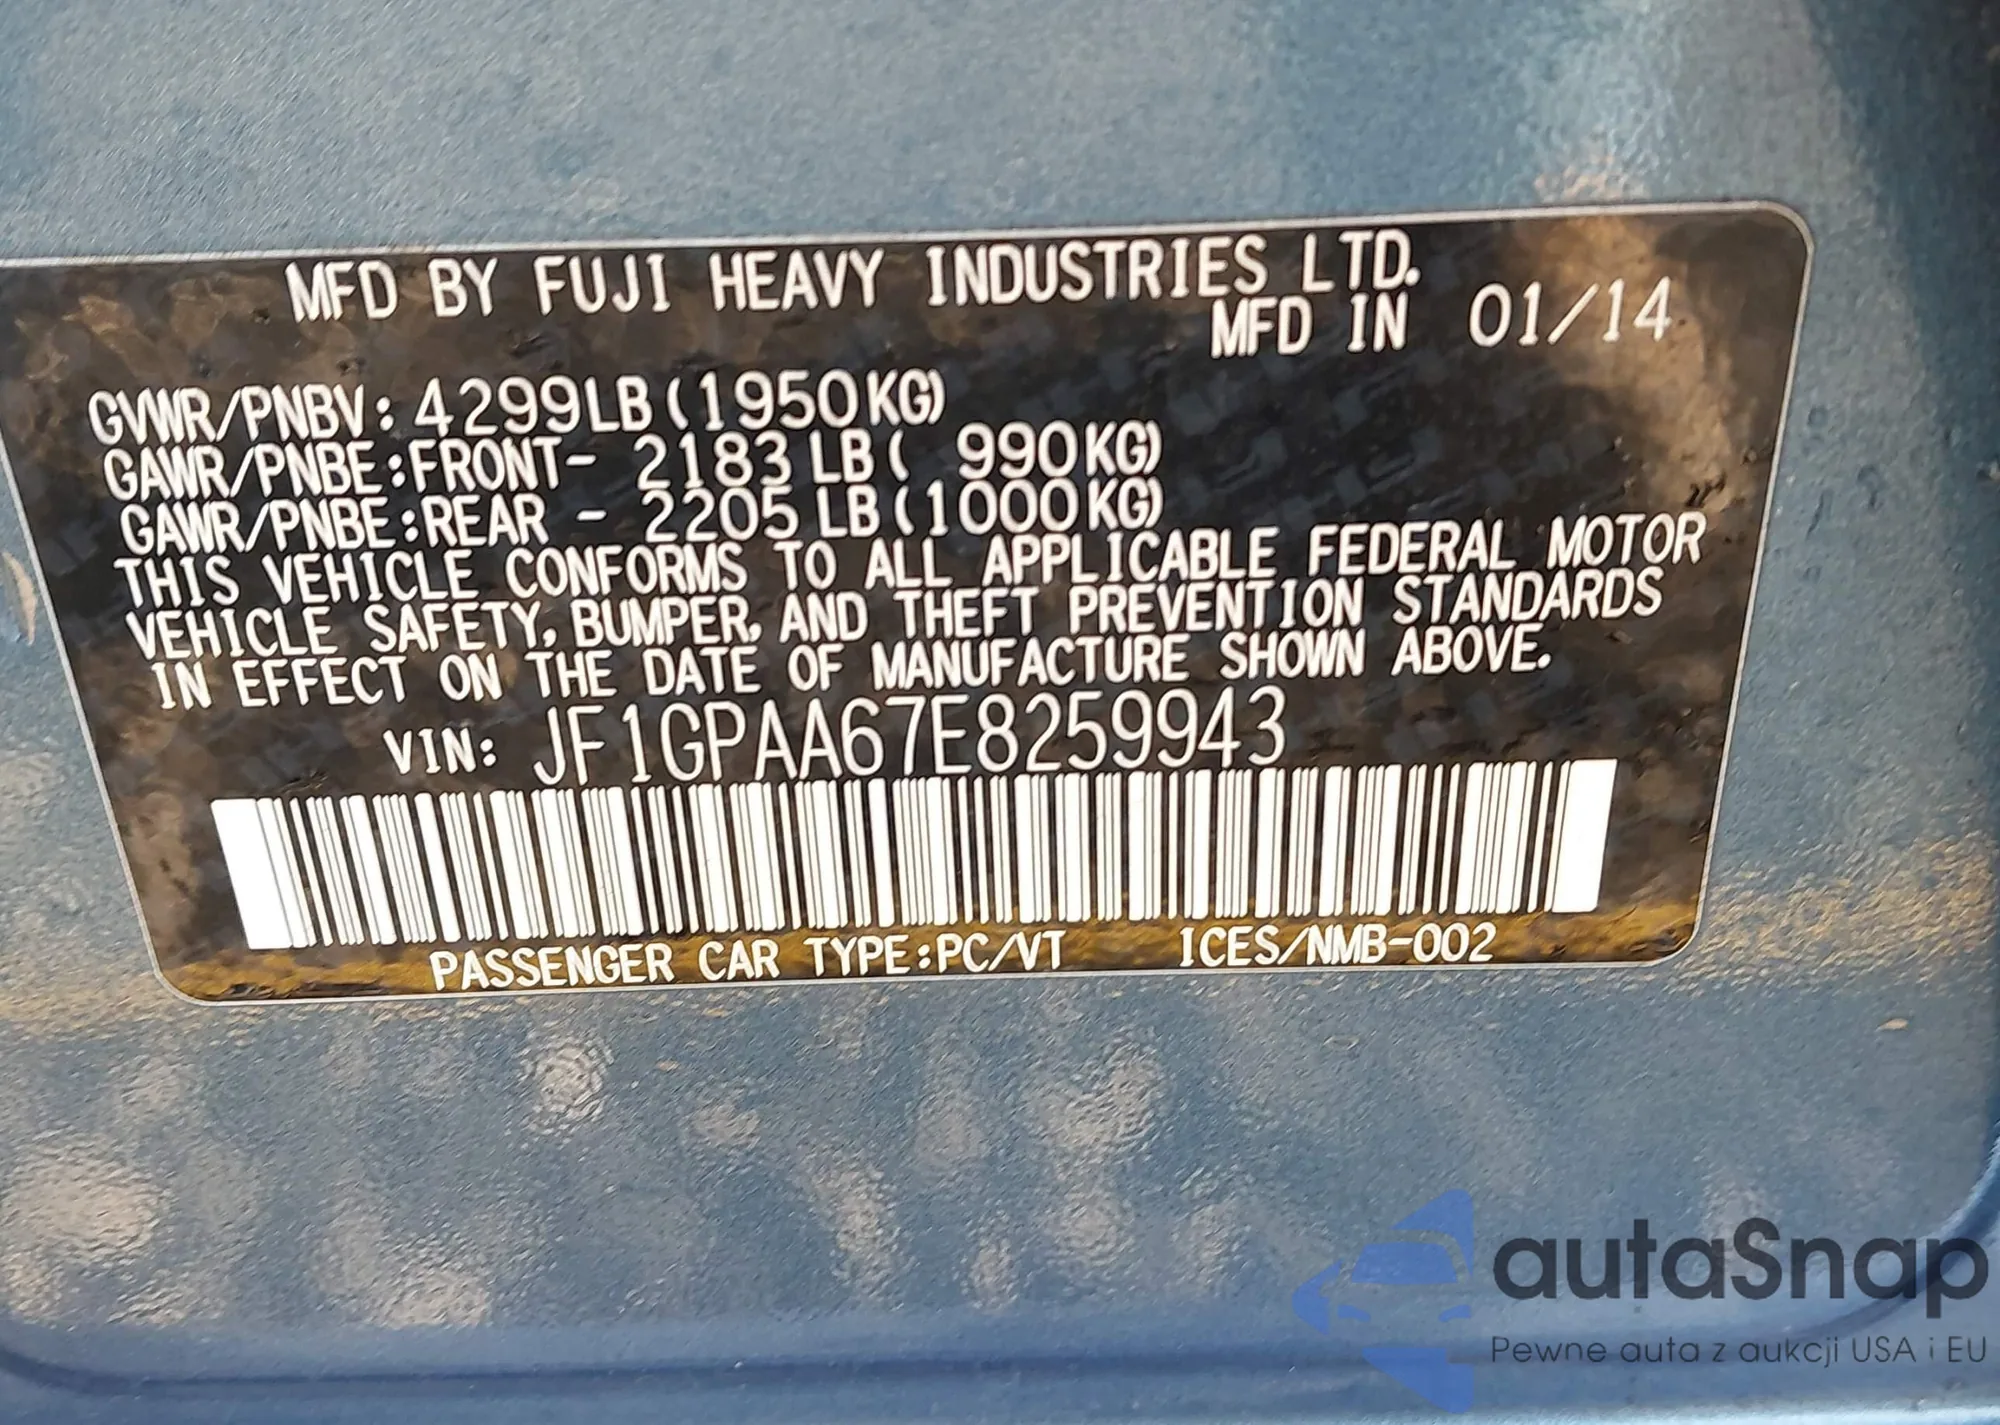 MFD BY FUJI HEAVY INDUSTRIES LTD.
MFD IN 01/14
GVWR/PNBV: 4299LB (1950KG)
GAWR/PNBE:FRONT- 2183 LB ( 990KG)
GAWR/PNBE:REAR - 2205 LB (1000KG)
THIS VEHICLE CONFORMS TO ALL APPLICABLE FEDERAL MOTOR
VEHICLE SAFETY, BUMPER, AND THEFT PREVENTION STANDARDS
IN EFFECT ON THE DATE OF MANUFACTURE SHOWN ABOVE.
VIN: JF1GPAA67E8259943
PASSENGER CAR TYPE:PC/VT ICES/NMB-002
autaSnap
Pewne auta z aukcji USA i EU